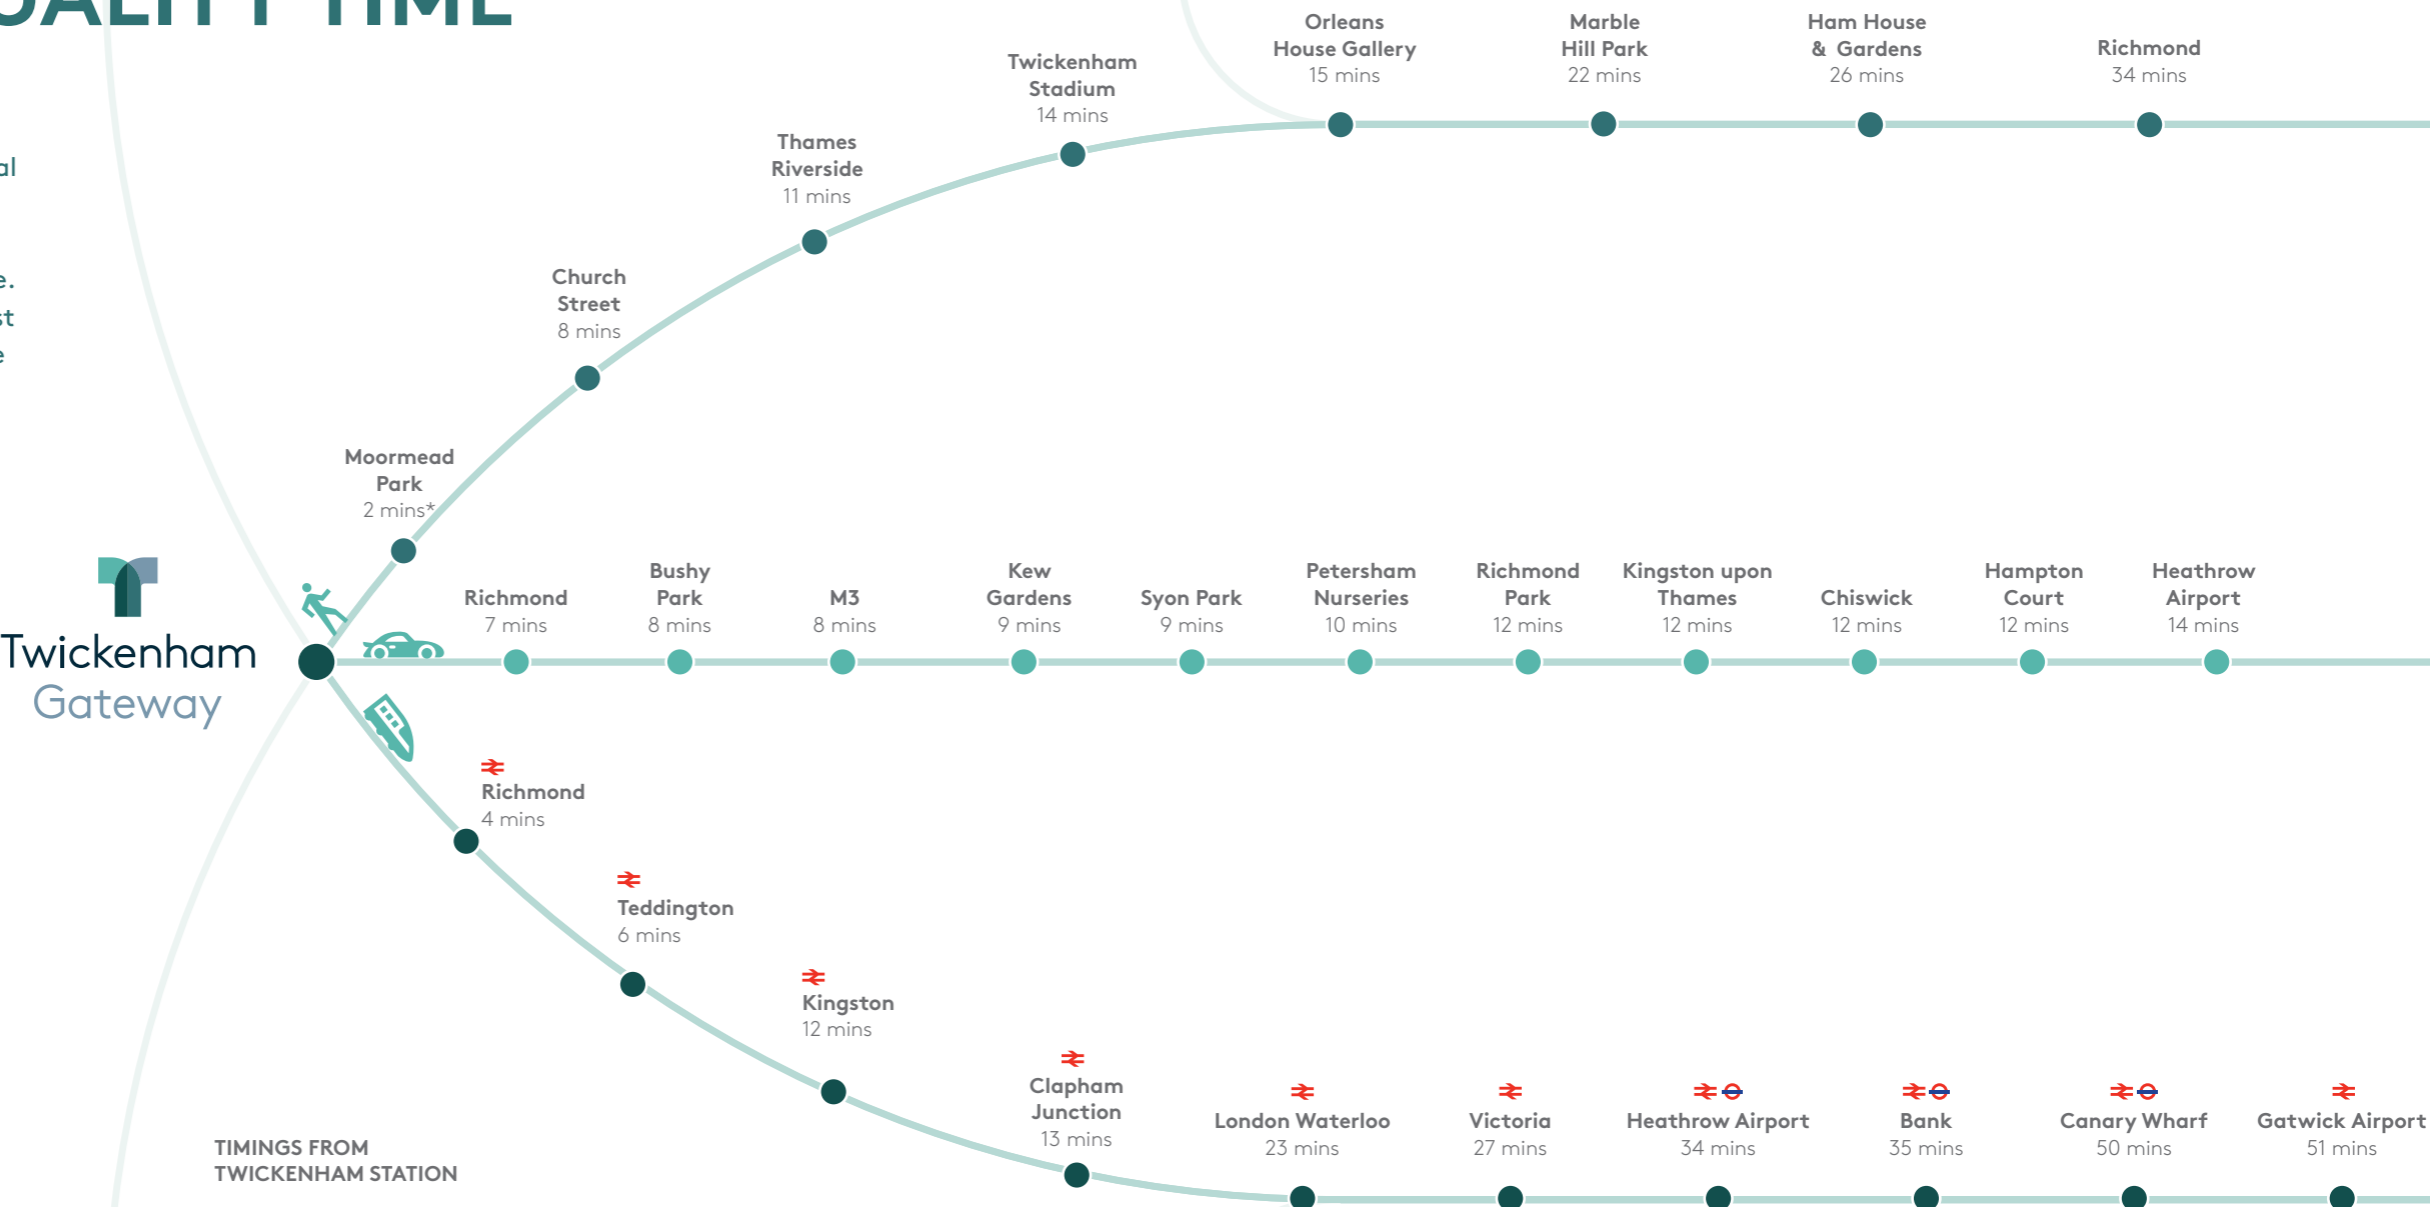 TIME
al
e.
st
e
Orleans
House Gallery
15 mins
Marble
Hill Park
22 mins
Ham House
& Gardens
26 mins
Richmond
34 mins
Twickenham
Stadium
14 mins
Thames
Riverside
11 mins
Church
Street
8 mins
Moormead
Park
2 mins*
Twickenham
Gateway
Richmond
7 mins
Bushy
Park
8 mins
M3
8 mins
Kew
Gardens
9 mins
Syon Park
9 mins
Petersham
Nurseries
10 mins
Richmond
Park
12 mins
Kingston upon
Thames
12 mins
Chiswick
12 mins
Hampton
Court
12 mins
Heathrow
Airport
14 mins
Richmond
4 mins
Teddington
6 mins
Kingston
12 mins
Clapham
Junction
13 mins
London Waterloo
23 mins
Victoria
27 mins
Heathrow Airport
34 mins
Bank
35 mins
Canary Wharf
50 mins
Gatwick Airport
51 mins
TIMINGS FROM
TWICKENHAM STATION